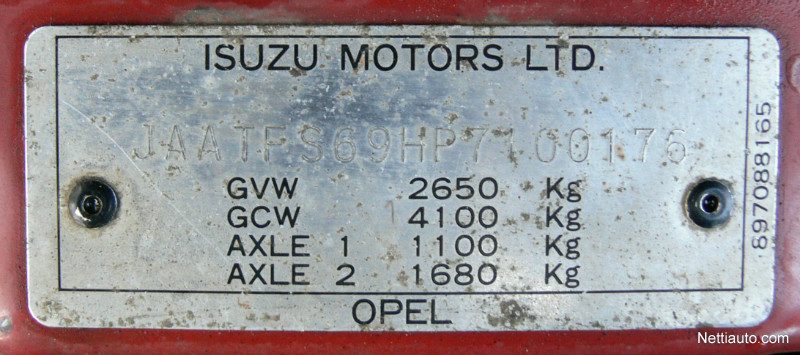 ISUZU MOTORS LTD.
JAATFS69HP7100176
GVW 2650 Kg
GCW 4100 Kg
AXLE 1 1100 Kg
AXLE 2 1680 Kg
OPEL
897088165
Nettiauto.com